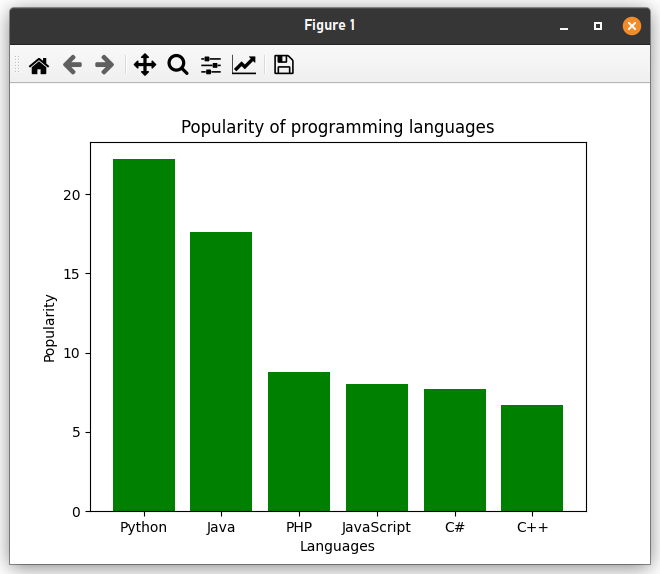 Figure 1
Popularity of programming languages
20
15
10
5
0
Popularity
Python Java PHP JavaScript C# C++
Languages